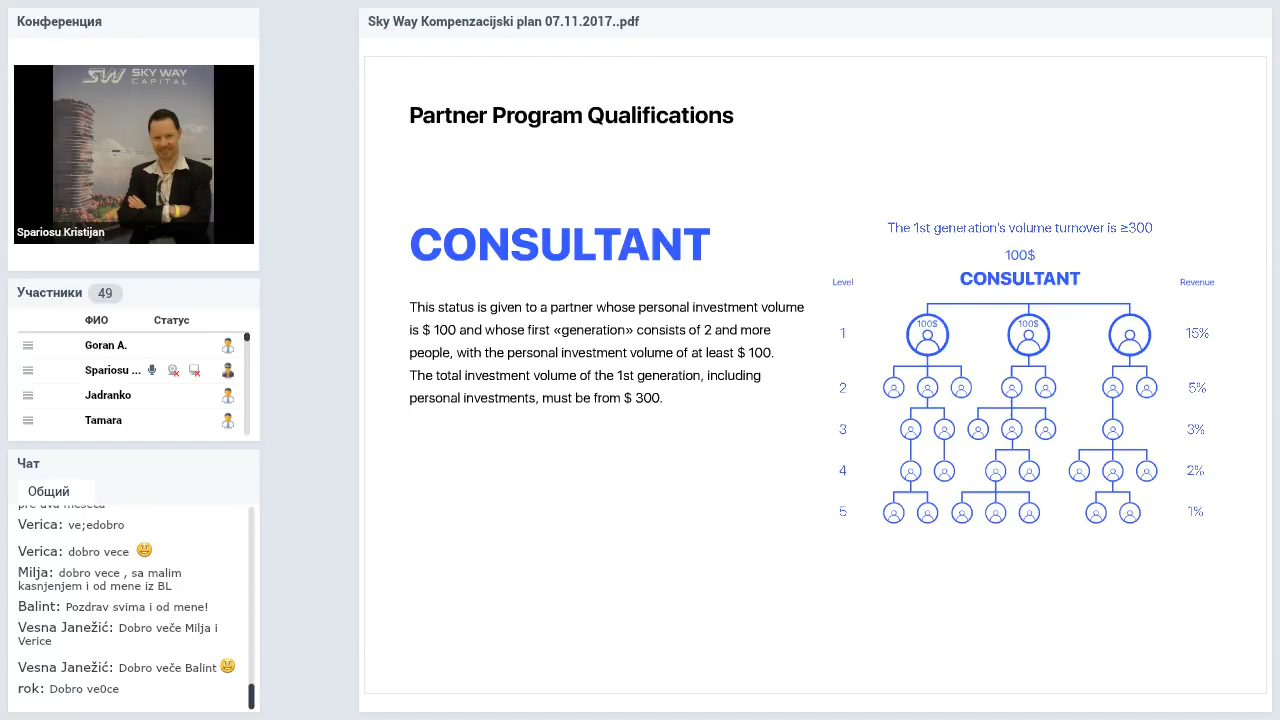 Конференция
SKY WAY
CAPITAL
Spariosu Kristijan
Участники 49
ФИО Статус
Goran A.
Spariosu ...
Jadranko
Tamara
Чат
Общий
pre dva meseca
Verica: ve;edobro
Verica: dobro vece
Milja: dobro vece , sa malim
kasnjenjem i od mene iz BL
Balint: Pozdrav svima i od mene!
Vesna Janežić: Dobro veče Milja i
Verice
Vesna Janežić: Dobro veče Balint
rok: Dobro ve0ce
Sky Way Kompenzacijski plan 07.11.2017..pdf
Partner Program Qualifications
CONSULTANT
This status is given to a partner whose personal investment volume
is $ 100 and whose first «generation» consists of 2 and more
people, with the personal investment volume of at least $ 100.
The total investment volume of the 1st generation, including
personal investments, must be from $ 300.
The 1st generation's volume turnover is ≥300
100$
Level CONSULTANT Revenue
1 100$ 100$ 15%
2 5%
3 3%
4 2%
5 1%